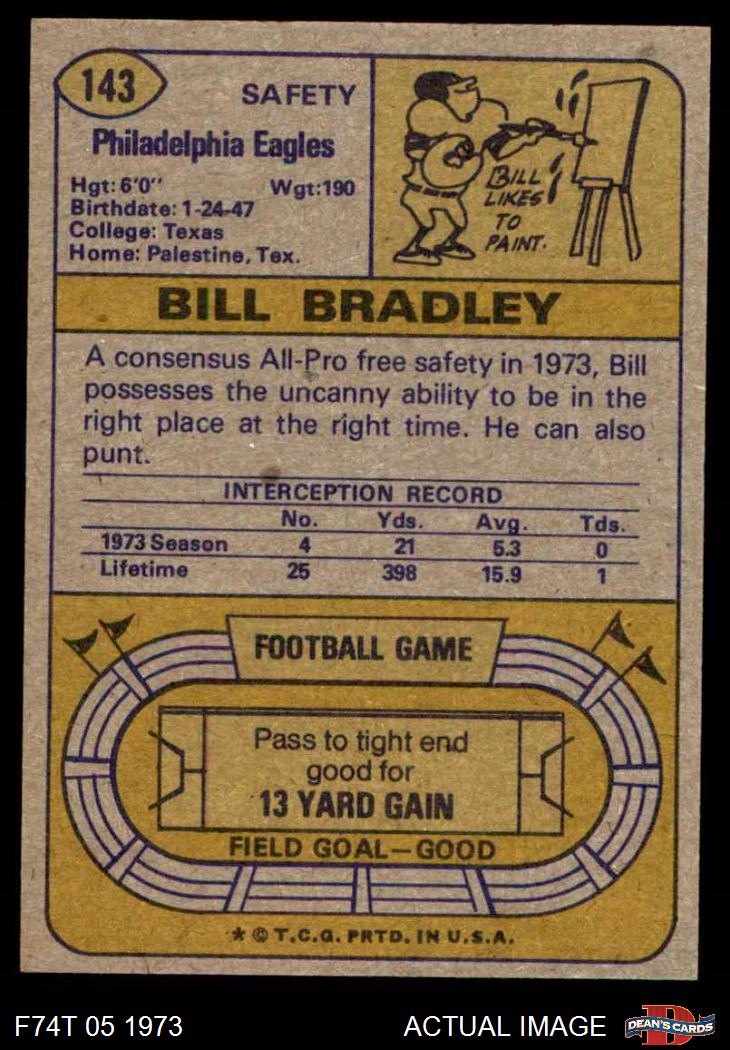 143
SAFETY
Philadelphia Eagles
Hgt: 6'0" Wgt:190
Birthdate: 1-24-47
College: Texas
Home: Palestine, Tex.
BILL
LIKES
TO
PAINT.
BILL BRADLEY
A consensus All-Pro free safety in 1973, Bill
possesses the uncanny ability to be in the
right place at the right time. He can also
punt.
INTERCEPTION RECORD
No. Yds. Avg. Tds.
1973 Season 4 21 5.3 0
Lifetime 25 398 15.9 1
FOOTBALL GAME
Pass to tight end
good for
13 YARD GAIN
FIELD GOAL—GOOD
* © T.C.G. PRTD. IN U.S.A.
F74T 05 1973 ACTUAL IMAGE
D
DEAN'S CARDS